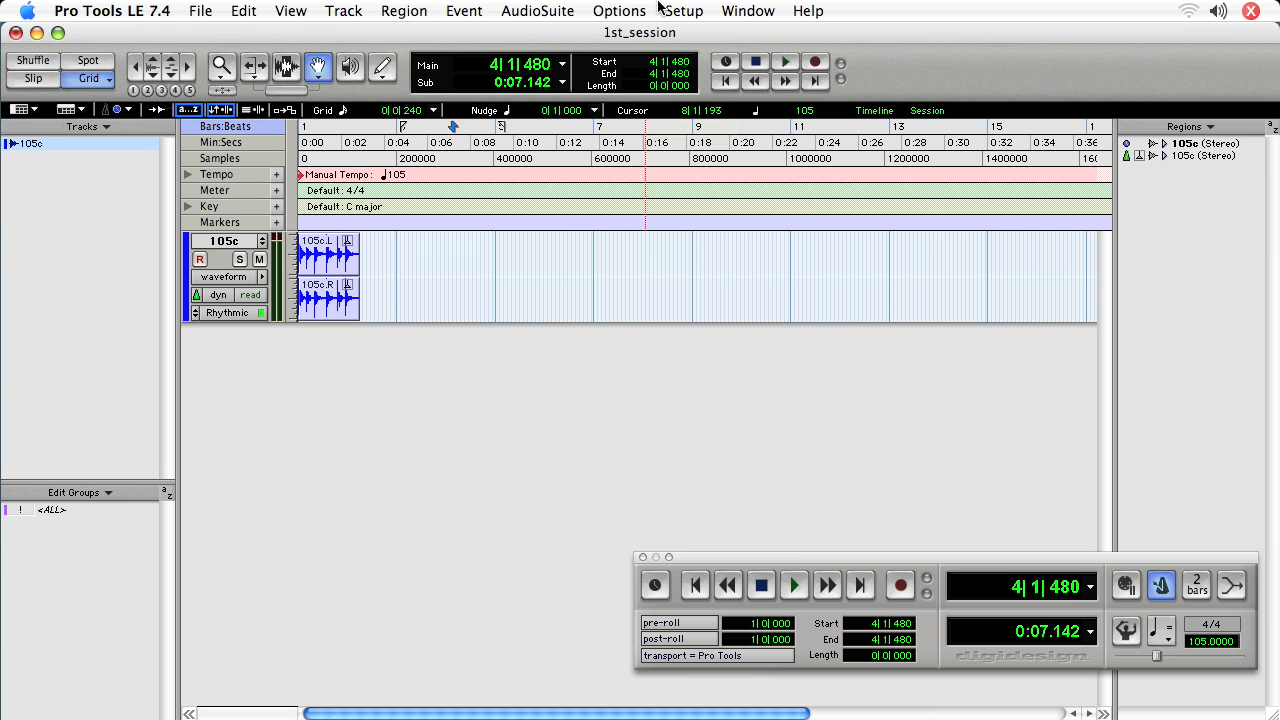 Pro Tools LE 7.4 File Edit View Track Region Event AudioSuite Options Setup Window Help
1st_session
Shuffle Spot
Slip Grid
1 2 3 4 5
Main 4| 1| 480
Sub 0:07.142
Start 4| 1| 480
End 4| 1| 480
Length 0| 0| 000
a...z Grid 0| 0| 240 Nudge 0| 1| 000 Cursor 8| 1| 193 105 Timeline Session
Tracks
105c
Bars:Beats 1 7 9 11 13 15 1
Min:Secs 0:00 0:02 0:04 0:06 0:08 0:10 0:12 0:14 0:16 0:18 0:20 0:22 0:24 0:26 0:28 0:30 0:32 0:34 0:36
Samples 0 200000 400000 600000 800000 1000000 1200000 1400000 160
Tempo + Manual Tempo: 105
Meter + Default: 4/4
Key + Default: C major
Markers +
105c
R S M
waveform
dyn read
Rhythmic
105c.L
105c.R
Regions
105c (Stereo)
105c (Stereo)
Edit Groups
! <ALL>
4| 1| 480
2 bars
pre-roll 1| 0| 000
post-roll 1| 0| 000
transport = Pro Tools
Start 4| 1| 480
End 4| 1| 480
Length 0| 0| 000
0:07.142
digidesign
= 4/4
105.0000